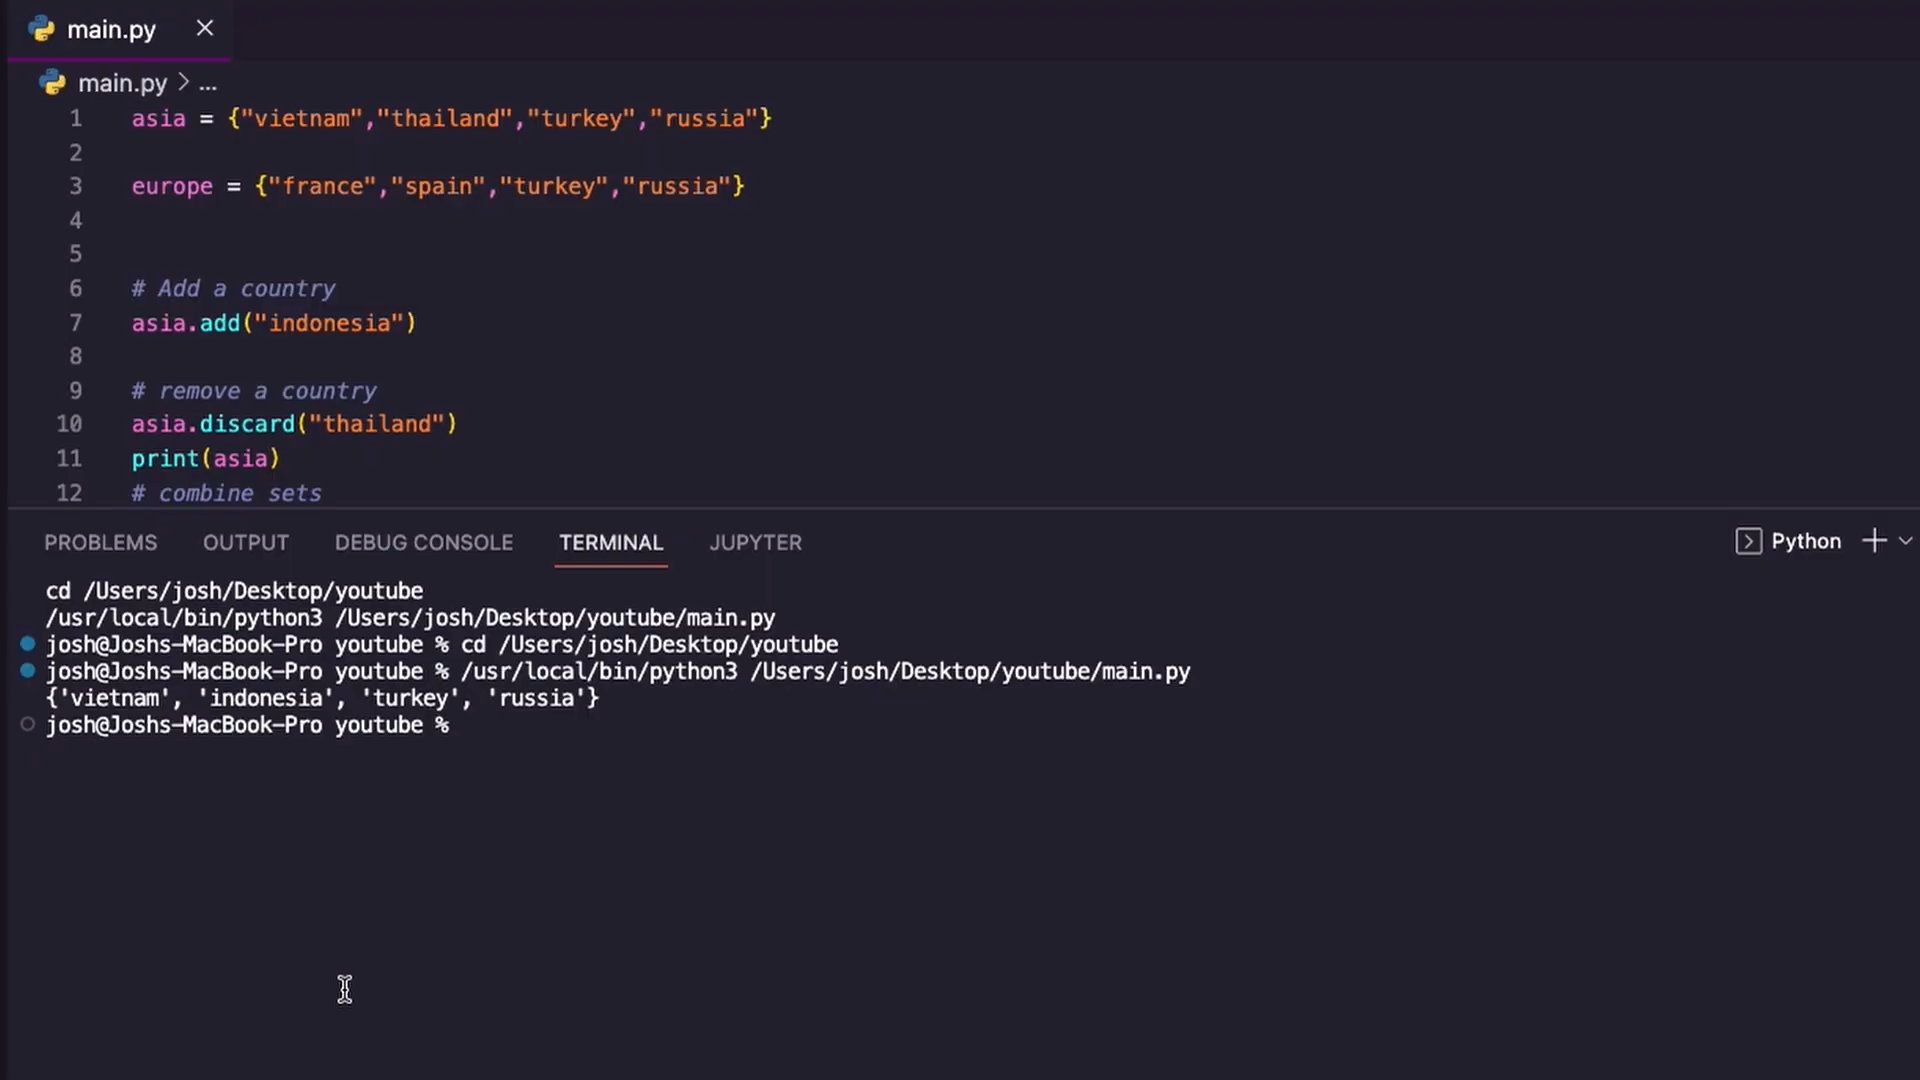 main.py
main.py > ...
1 asia = {"vietnam","thailand","turkey","russia"}
2
3 europe = {"france","spain","turkey","russia"}
4
5
6 # Add a country
7 asia.add("indonesia")
8
9 # remove a country
10 asia.discard("thailand")
11 print(asia)
12 # combine sets
PROBLEMS OUTPUT DEBUG CONSOLE TERMINAL JUPYTER Python
cd /Users/josh/Desktop/youtube
/usr/local/bin/python3 /Users/josh/Desktop/youtube/main.py
josh@Joshs-MacBook-Pro youtube % cd /Users/josh/Desktop/youtube
josh@Joshs-MacBook-Pro youtube % /usr/local/bin/python3 /Users/josh/Desktop/youtube/main.py
{'vietnam', 'indonesia', 'turkey', 'russia'}
josh@Joshs-MacBook-Pro youtube %